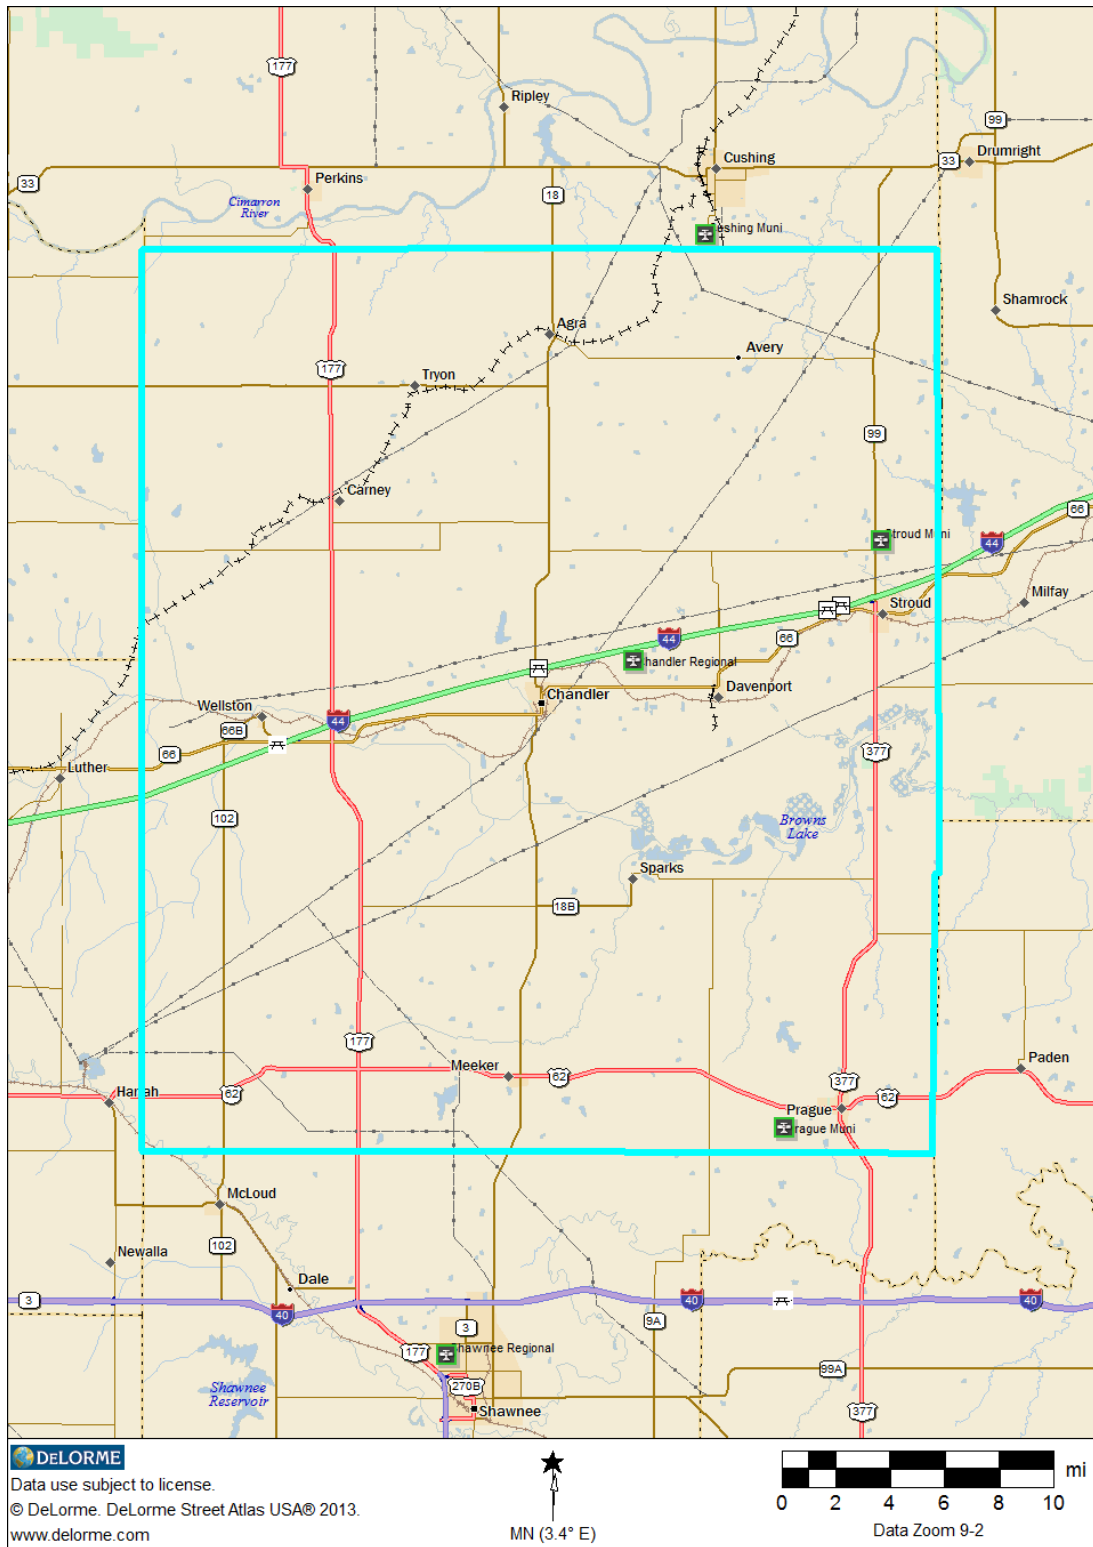 177
Ripley
99
33
Cushing
33
Drumright
Perkins
18
Cimarron
River
ushing Muni
Shamrock
Agra
Avery
177
Tryon
99
Carney
66
Stroud Muni
44
Milfay
Stroud
44
66
handler Regional
Davenport
Chandler
Wellston
44
66B
66
377
Luther
102
Browns
Lake
Sparks
18B
177
Meeker
62
Paden
377
Harrah
62
62
Prague
rague Muni
McLoud
102
Newalla
Dale
3
40
40
40
3
9A
177
hawnee Regional
99A
270B
Shawnee
Reservoir
Shawnee
377
DELORME
Data use subject to license.
© DeLorme. DeLorme Street Atlas USA® 2013.
www.delorme.com
MN (3.4° E)
mi
0 2 4 6 8 10
Data Zoom 9-2